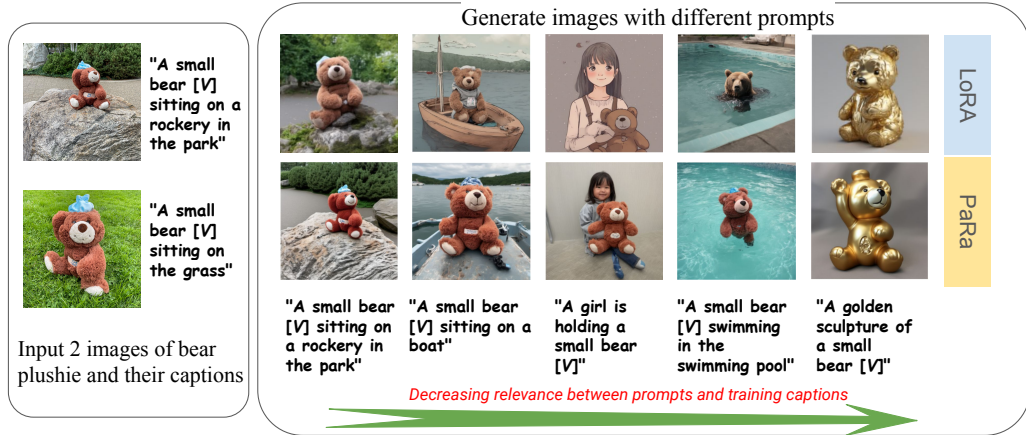 "A small
bear [V]
sitting on a
rockery in
the park"
"A small
bear [V]
sitting on
the grass"
Input 2 images of bear
plushie and their captions
Generate images with different prompts
LoRA
PaRa
"A small bear
[V] sitting on
a rockery in
the park"
"A small bear
[V] sitting on a
boat"
"A girl is
holding a
small bear
[V]"
"A small bear
[V] swimming
in the
swimming pool"
"A golden
sculpture of
a small
bear [V]"
Decreasing relevance between prompts and training captions